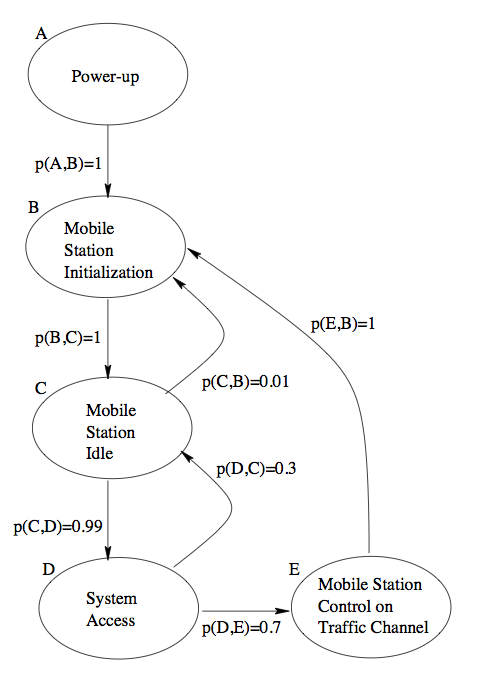 A
Power-up
p(A,B)=1
B
Mobile
Station
Initialization
p(E,B)=1
p(B,C)=1
p(C,B)=0.01
C
Mobile
Station
Idle
p(D,C)=0.3
p(C,D)=0.99
D
System
Access
p(D,E)=0.7
E
Mobile Station
Control on
Traffic Channel